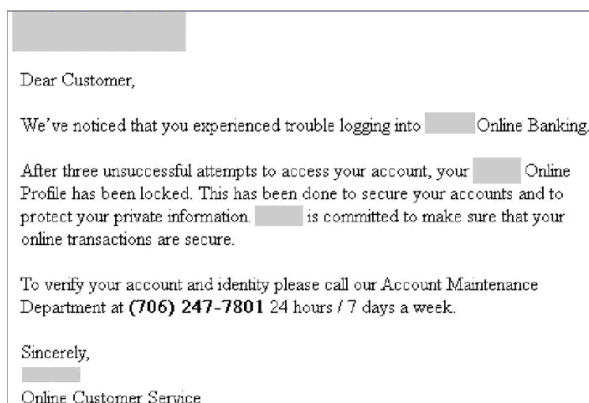 Dear Customer,
We've noticed that you experienced trouble logging into Online Banking.
After three unsuccessful attempts to access your account, your Online
Profile has been locked. This has been done to secure your accounts and to
protect your private information. is committed to make sure that your
online transactions are secure.
To verify your account and identity please call our Account Maintenance
Department at (706) 247-7801 24 hours / 7 days a week.
Sincerely,
Online Customer Service